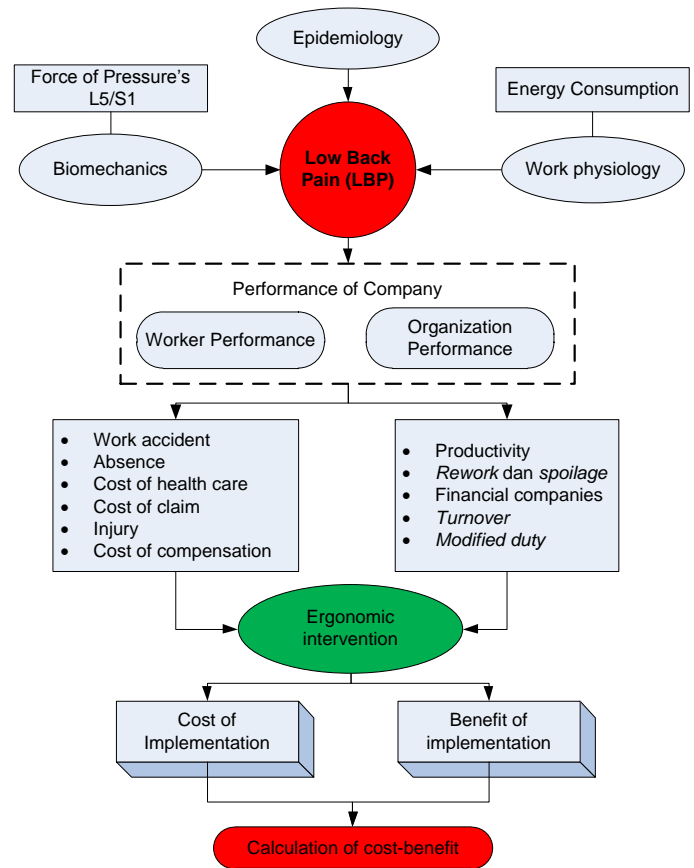 Epidemiology
Force of Pressure's
L5/S1
Energy Consumption
Biomechanics
Low Back
Pain (LBP)
Work physiology
Performance of Company
Worker Performance
Organization
Performance
• Work accident
• Absence
• Cost of health care
• Cost of claim
• Injury
• Cost of compensation
• Productivity
• Rework dan spoilage
• Financial companies
• Turnover
• Modified duty
Ergonomic
intervention
Cost of
Implementation
Benefit of
implementation
Calculation of cost-benefit